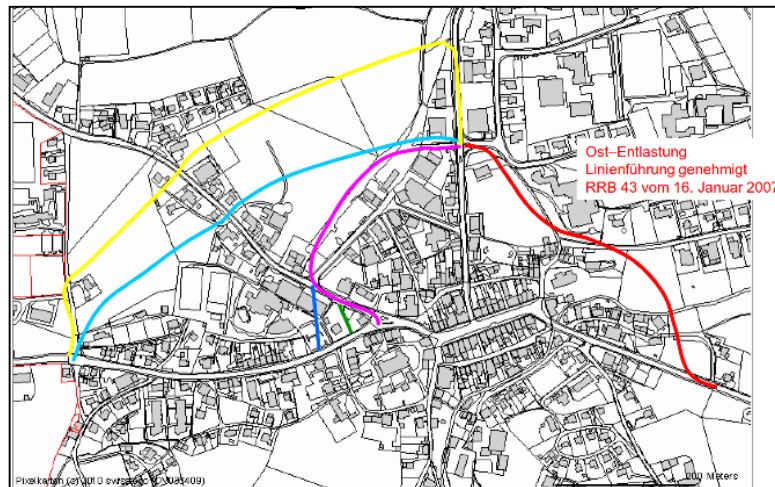 Ost–Entlastung
Linienführung genehmigt
RRB 43 vom 16. Januar 2007
Pixelkarten (c) 2010 swisstopo
Meters